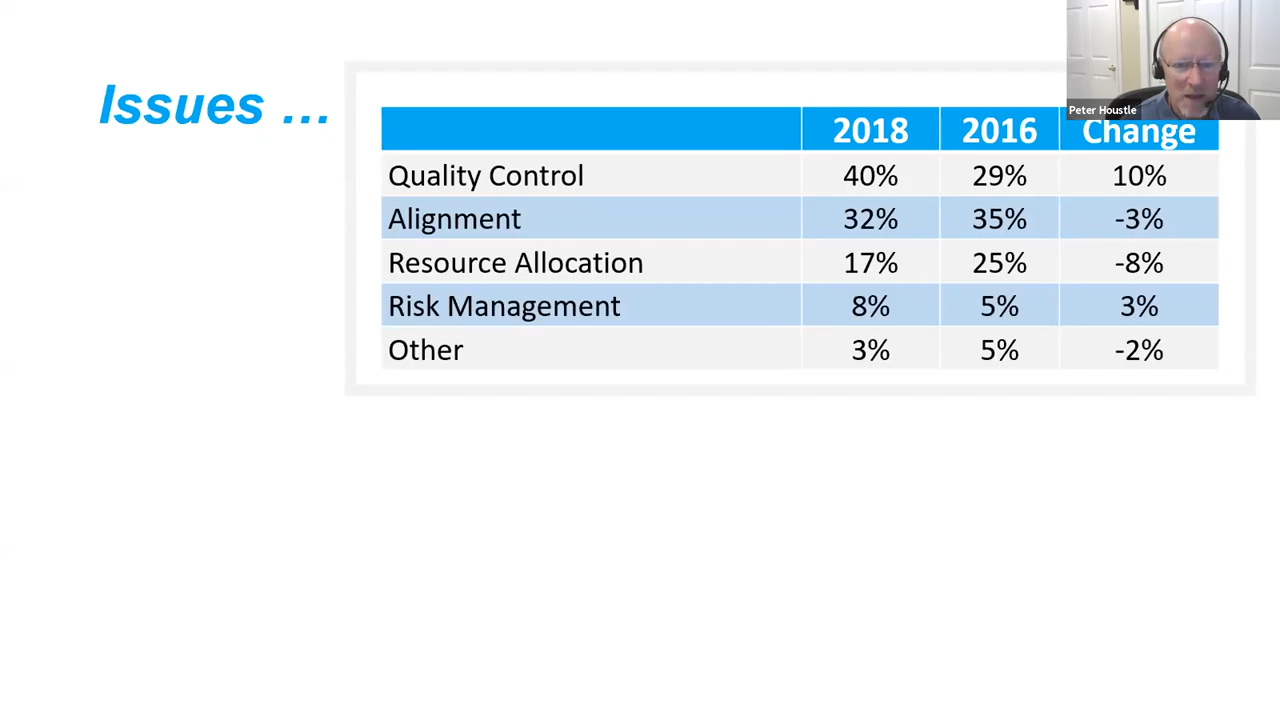 Issues …
2018 2016 Change
Quality Control 40% 29% 10%
Alignment 32% 35% -3%
Resource Allocation 17% 25% -8%
Risk Management 8% 5% 3%
Other 3% 5% -2%
Peter Houstle